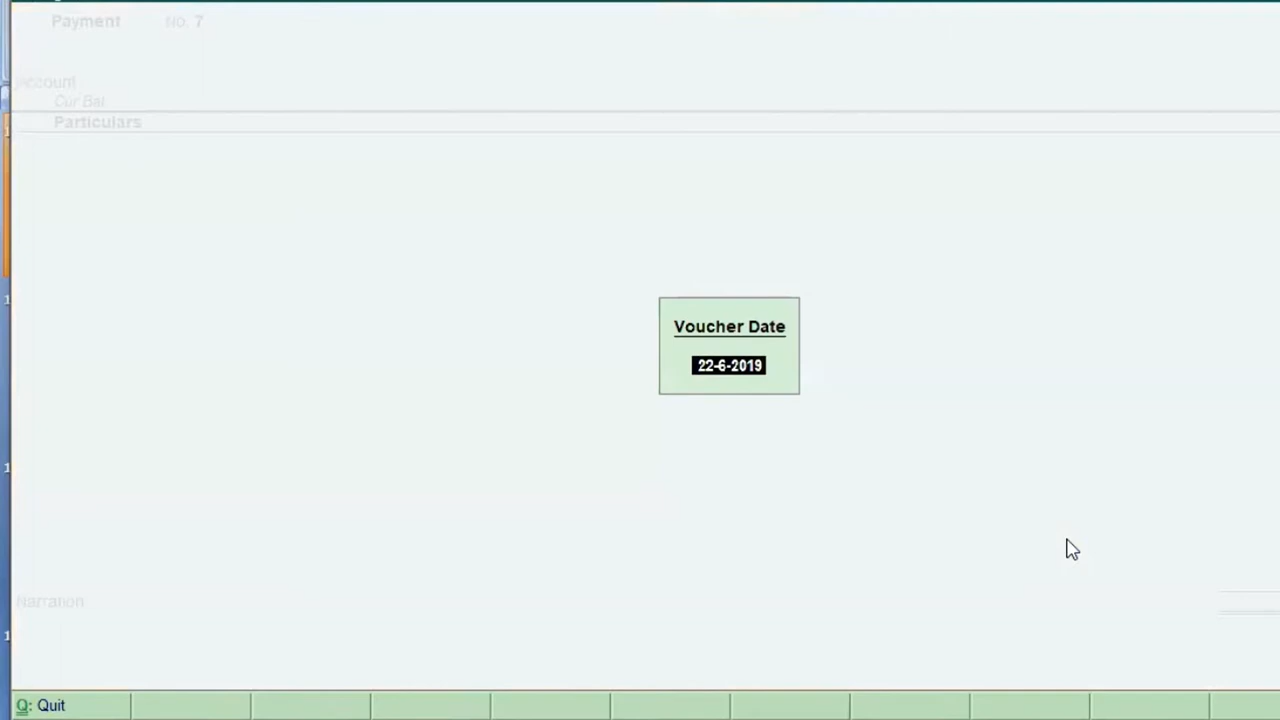 Payment No. 7
Account
Cur Bal
Particulars
Voucher Date
22-6-2019
Narration
Q: Quit